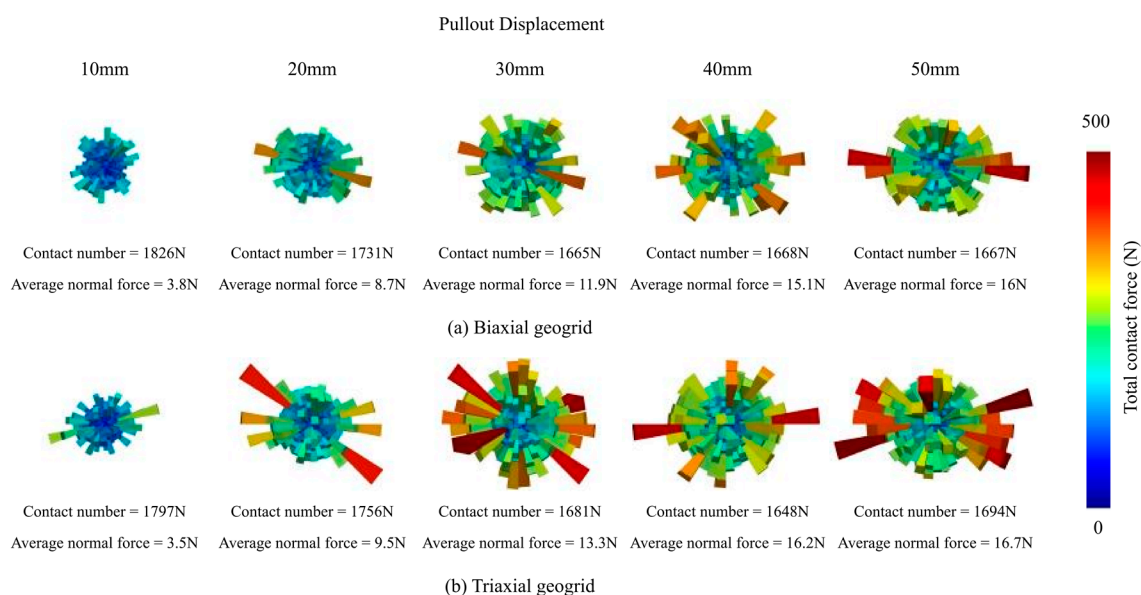 Pullout Displacement
10mm 20mm 30mm 40mm 50mm
500
Contact number = 1826N Contact number = 1731N Contact number = 1665N Contact number = 1668N Contact number = 1667N
Average normal force = 3.8N Average normal force = 8.7N Average normal force = 11.9N Average normal force = 15.1N Average normal force = 16N
(a) Biaxial geogrid
Total contact force (N)
Contact number = 1797N Contact number = 1756N Contact number = 1681N Contact number = 1648N Contact number = 1694N
0
Average normal force = 3.5N Average normal force = 9.5N Average normal force = 13.3N Average normal force = 16.2N Average normal force = 16.7N
(b) Triaxial geogrid